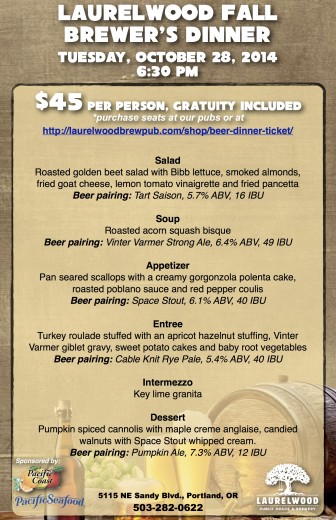 LAURELWOOD FALL
BREWER'S DINNER
TUESDAY, OCTOBER 28, 2014
6:30 PM
$45 PER PERSON, GRATUITY INCLUDED
*purchase seats at our pubs or at
http://laurelwoodbrewpub.com/shop/beer-dinner-ticket/
Salad
Roasted golden beet salad with Bibb lettuce, smoked almonds,
fried goat cheese, lemon tomato vinaigrette and fried pancetta
Beer pairing: Tart Saison, 5.7% ABV, 16 IBU
Soup
Roasted acorn squash bisque
Beer pairing: Vinter Varmer Strong Ale, 6.4% ABV, 49 IBU
Appetizer
Pan seared scallops with a creamy gorgonzola polenta cake,
roasted poblano sauce and red pepper coulis
Beer pairing: Space Stout, 6.1% ABV, 40 IBU
Entree
Turkey roulade stuffed with an apricot hazelnut stuffing, Vinter
Varmer giblet gravy, sweet potato cakes and baby root vegetables
Beer pairing: Cable Knit Rye Pale, 5.4% ABV, 40 IBU
Intermezzo
Key lime granita
Dessert
Pumpkin spiced cannolis with maple creme anglaise, candied
walnuts with Space Stout whipped cream.
Beer pairing: Pumpkin Ale, 7.3% ABV, 12 IBU
Sponsored by:
Pacific
Coast
Pacific Seafood
5115 NE Sandy Blvd., Portland, OR
503-282-0622
LAURELWOOD
PUBLIC HOUSE & BREWERY